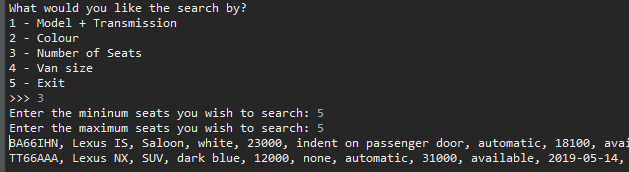 What would you like the search by?
1 - Model + Transmission
2 - Colour
3 - Number of Seats
4 - Van size
5 - Exit
>>> 3
Enter the mininum seats you wish to search: 5
Enter the maximum seats you wish to search: 5
BA66IHN, Lexus IS, Saloon, white, 23000, indent on passenger door, automatic, 18100, avai
TT66AAA, Lexus NX, SUV, dark blue, 12000, none, automatic, 31000, available, 2019-05-14,